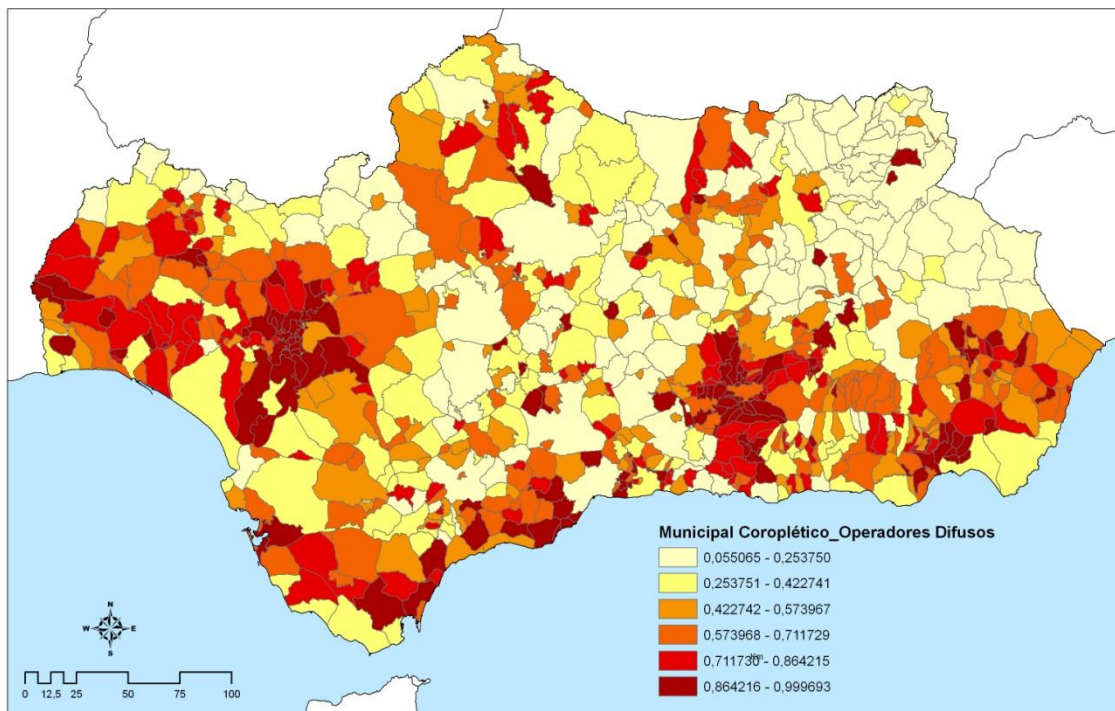 Municipal Coroplético_Operadores Difusos
0,055065 - 0,253750
0,253751 - 0,422741
0,422742 - 0,573967
0,573968 - 0,711729
0,711730 - 0,864215
Km
0,864216 - 0,999693
N
W E
S
0 12,5 25 50 75 100